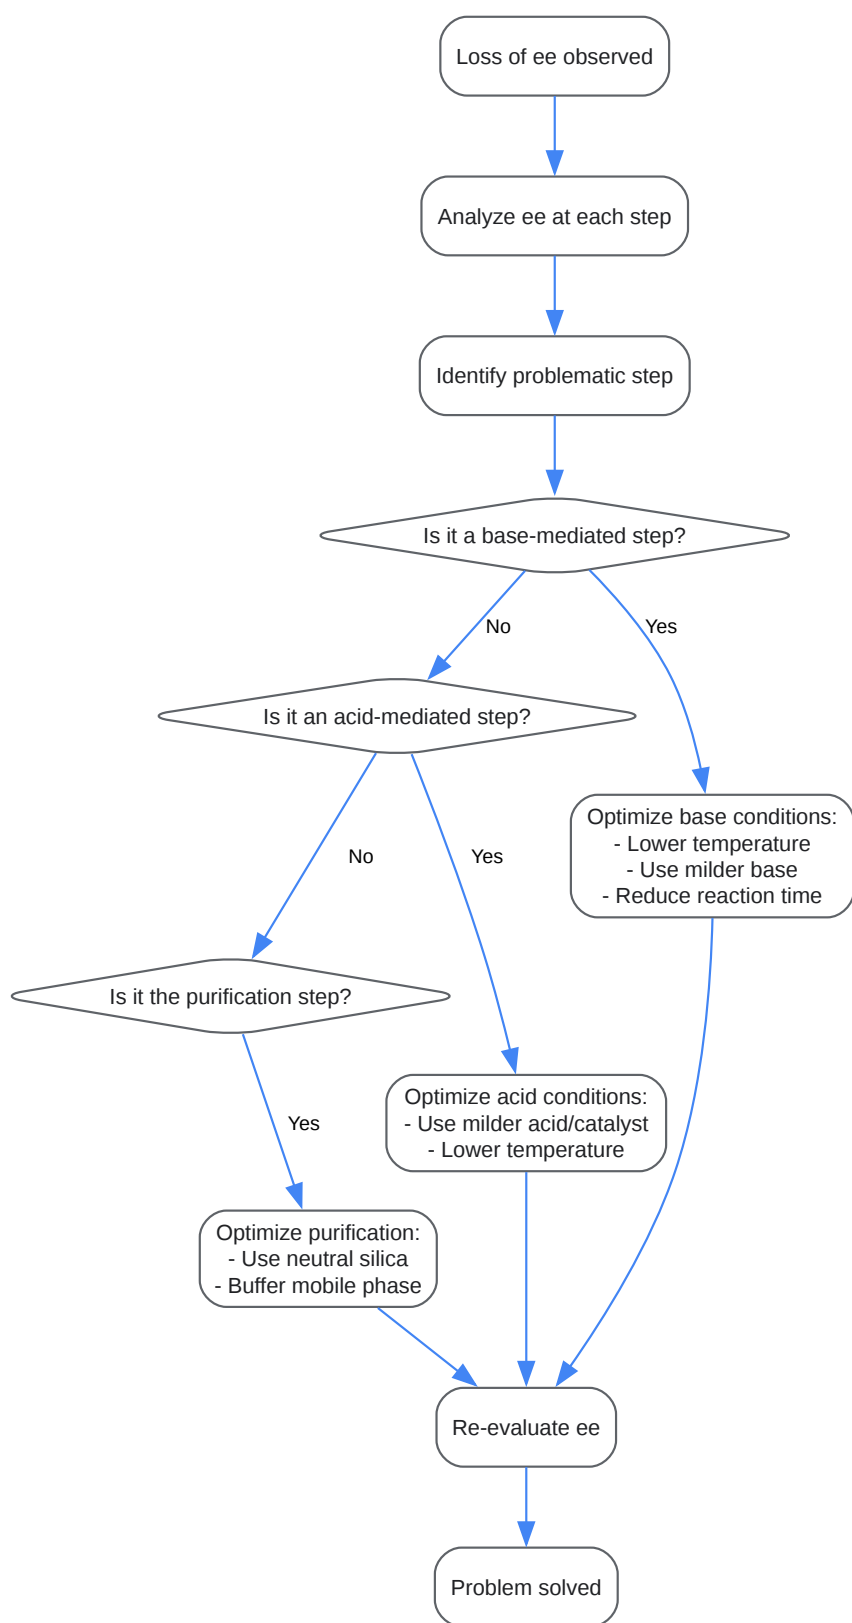 Loss of ee observed
Analyze ee at each step
Identify problematic step
Is it a base-mediated step?
No
Yes
Is it an acid-mediated step?
Optimize base conditions:
- Lower temperature
- Use milder base
- Reduce reaction time
No
Yes
Is it the purification step?
Optimize acid conditions:
- Use milder acid/catalyst
- Lower temperature
Yes
Optimize purification:
- Use neutral silica
- Buffer mobile phase
Re-evaluate ee
Problem solved